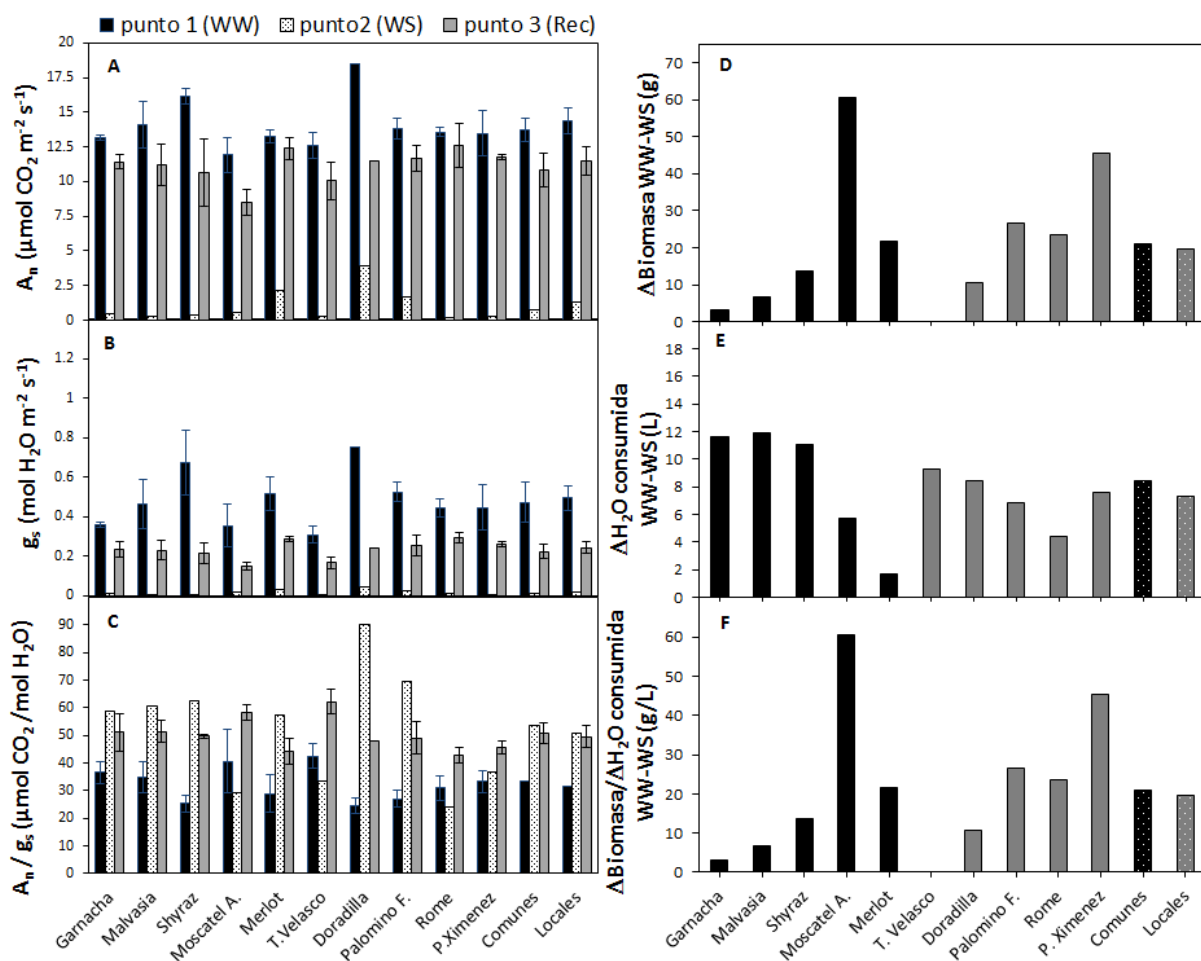 punto 1 (WW) punto2 (WS) punto 3 (Rec)
A
Aₙ (µmol CO₂ m⁻² s⁻¹)
20
17.5
15
12.5
10
7.5
5
2.5
0
B
gₛ (mol H₂O m⁻² s⁻¹)
1.2
1
0.8
0.6
0.4
0.2
0
C
Aₙ / gₛ (µmol CO₂ /mol H₂O)
90
80
70
60
50
40
30
20
10
0
Garnacha
Malvasia
Shyraz
Moscatel A.
Merlot
T. Velasco
Doradilla
Palomino F.
Rome
P.Ximenez
Comunes
Locales
D
ΔBiomasa WW-WS (g)
70
60
50
40
30
20
10
0
E
ΔH₂O consumida
WW-WS (L)
18
16
14
12
10
8
6
4
2
0
F
ΔBiomasa/ΔH₂O consumida
WW-WS (g/L)
60
50
40
30
20
10
0
Garnacha
Malvasia
Shyraz
Moscatel A.
Merlot
T. Velasco
Doradilla
Palomino F.
Rome
P. Ximenez
Comunes
Locales